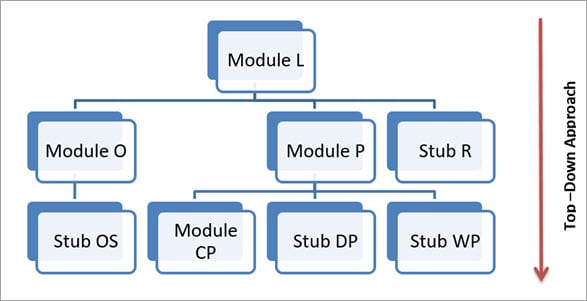 Module L
Module O
Module P
Stub R
Stub OS
Module
CP
Stub DP
Stub WP
Top –Down Approach